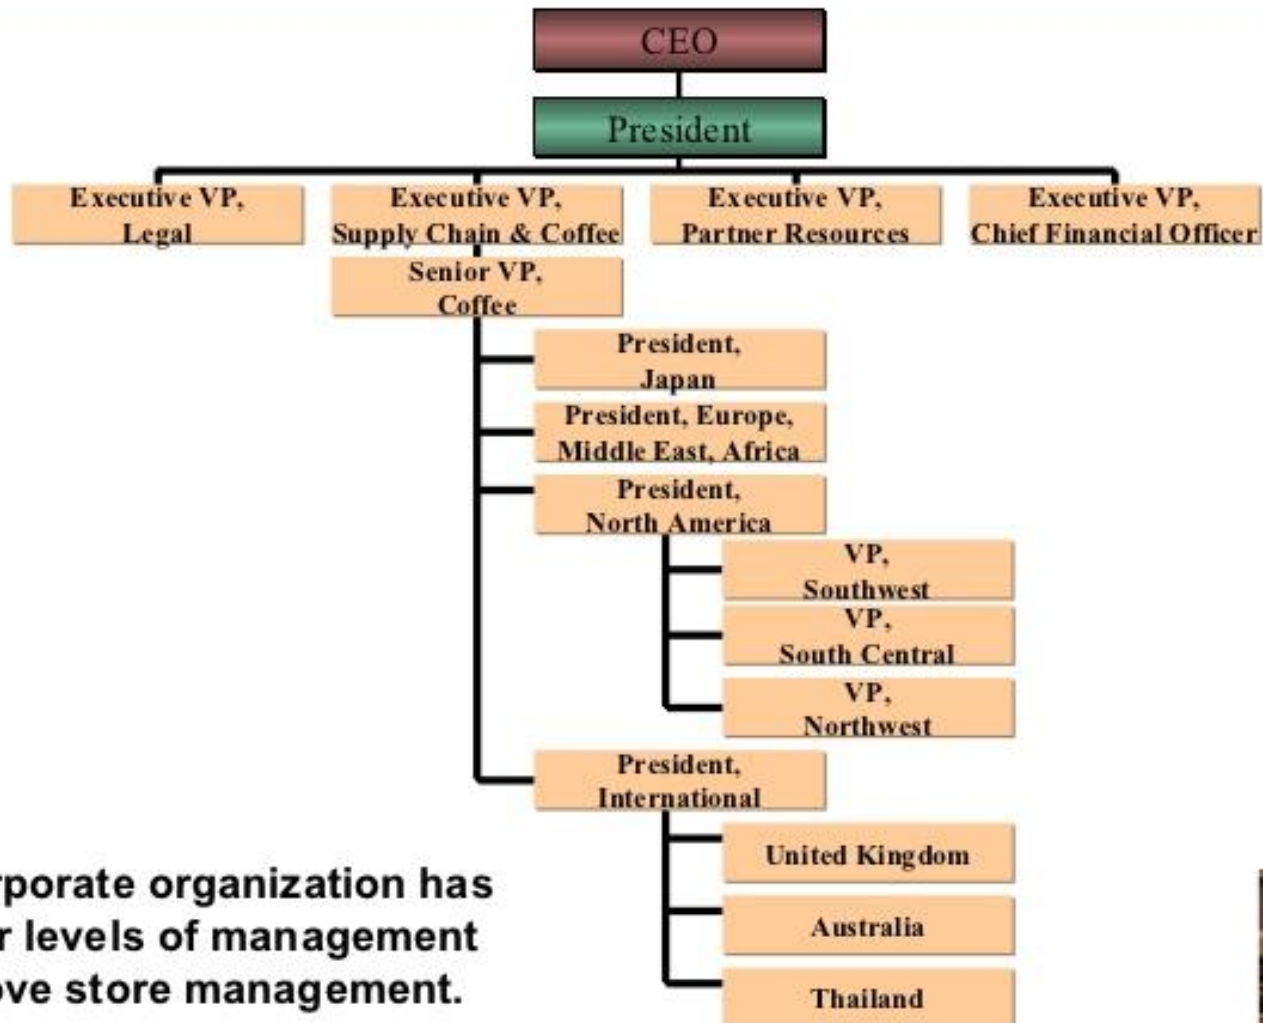 CEO
President
Executive VP,
Legal
Executive VP,
Supply Chain & Coffee
Executive VP,
Partner Resources
Executive VP,
Chief Financial Officer
Senior VP,
Coffee
President,
Japan
President, Europe,
Middle East, Africa
President,
North America
VP,
Southwest
VP,
South Central
VP,
Northwest
President,
International
United Kingdom
Australia
Thailand
organization has
levels of management
store management.